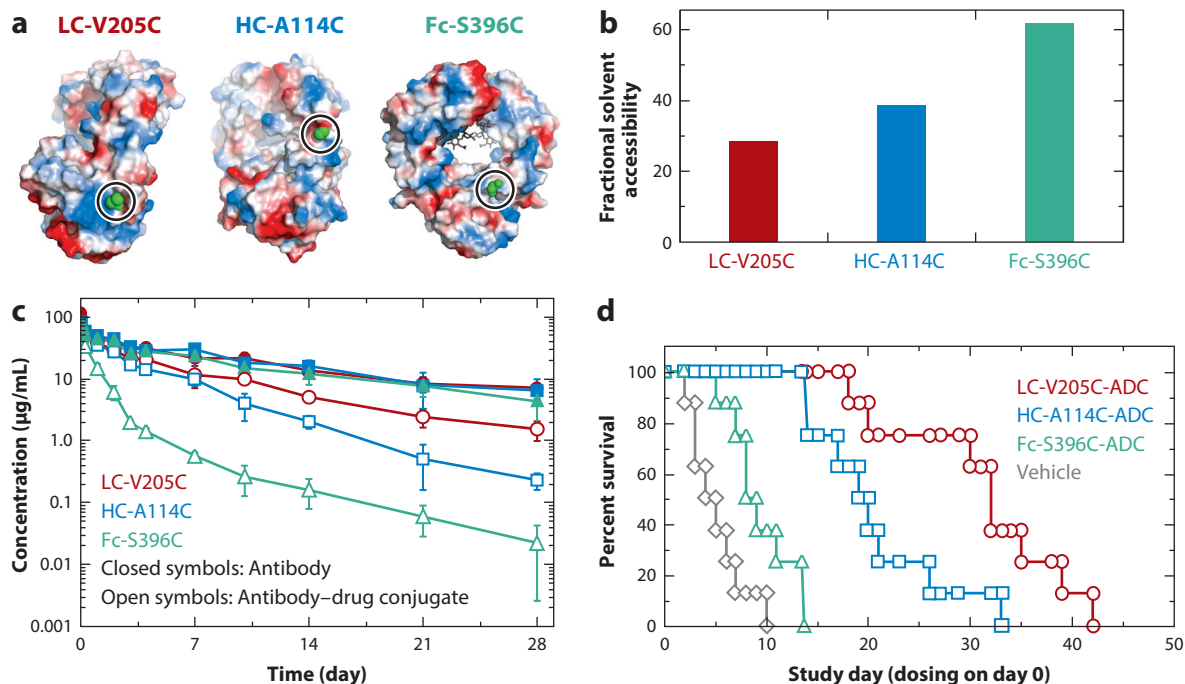 a
LC-V205C
HC-A114C
Fc-S396C
b
Fractional solvent
accessibility
60
40
20
0
LC-V205C
HC-A114C
Fc-S396C
c
Concentration (µg/mL)
100
10
1.0
0.1
0.01
0.001
LC-V205C
HC-A114C
Fc-S396C
Closed symbols: Antibody
Open symbols: Antibody–drug conjugate
0
7
14
21
28
Time (day)
d
Percent survival
100
80
60
40
20
0
LC-V205C-ADC
HC-A114C-ADC
Fc-S396C-ADC
Vehicle
0
10
20
30
40
50
Study day (dosing on day 0)